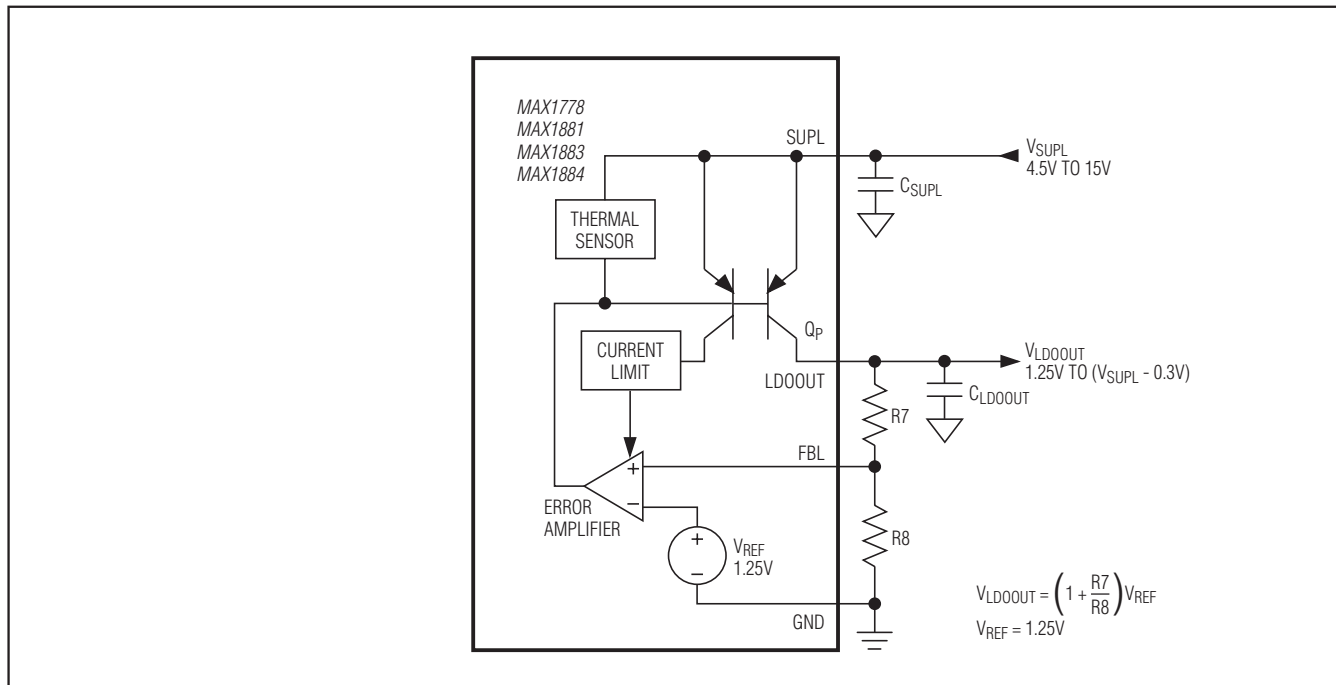 MAX1778
MAX1881
MAX1883
MAX1884
SUPL
VSUPL
4.5V TO 15V
CSUPL
THERMAL
SENSOR
QP
CURRENT
LIMIT
LDOOUT
VLDOOUT
1.25V TO (VSUPL - 0.3V)
CLDOOUT
R7
FBL
+
−
ERROR
AMPLIFIER
+
VREF
1.25V
−
R8
GND
VLDOOUT = (1 + R7/R8) VREF
VREF = 1.25V